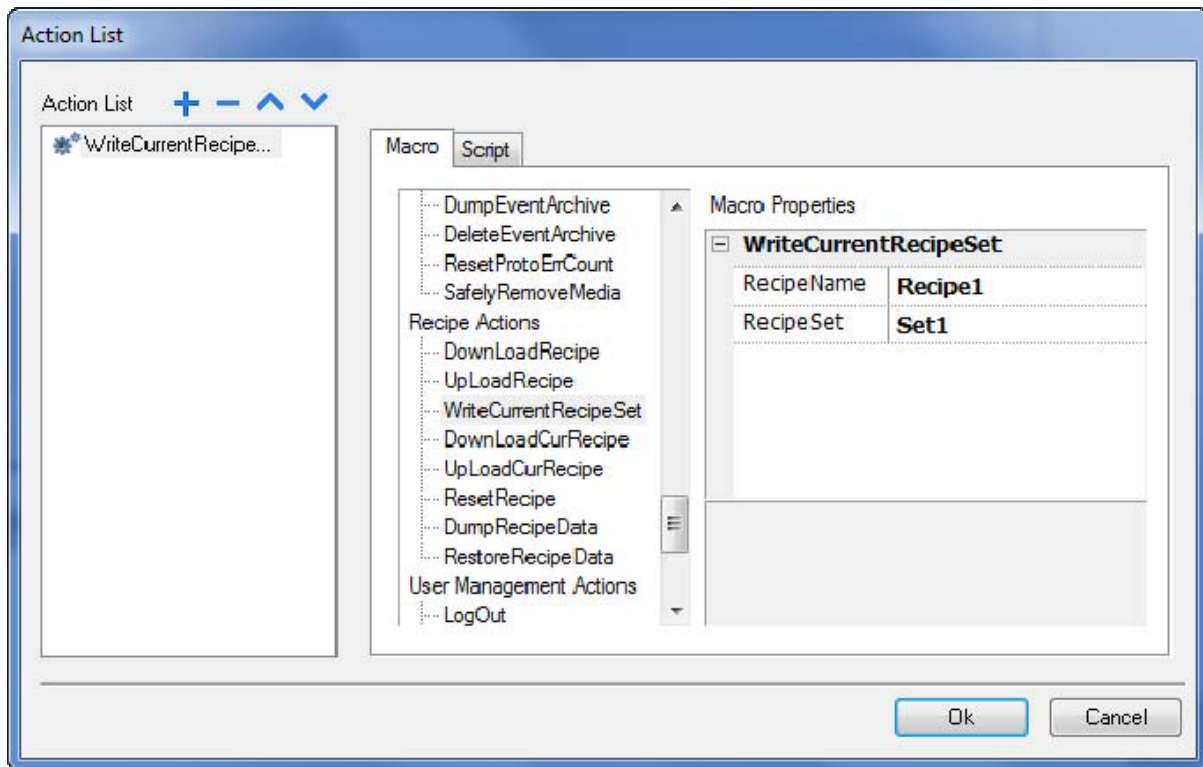 Action List
Action List
WriteCurrentRecipe...
Macro
Script
DumpEventArchive
DeleteEventArchive
ResetProtoErrCount
SafelyRemoveMedia
Recipe Actions
DownLoadRecipe
UpLoadRecipe
WriteCurrentRecipeSet
DownLoadCurRecipe
UpLoadCurRecipe
ResetRecipe
DumpRecipeData
RestoreRecipeData
User Management Actions
LogOut
Macro Properties
WriteCurrentRecipeSet
RecipeName Recipe1
RecipeSet Set1
Ok
Cancel